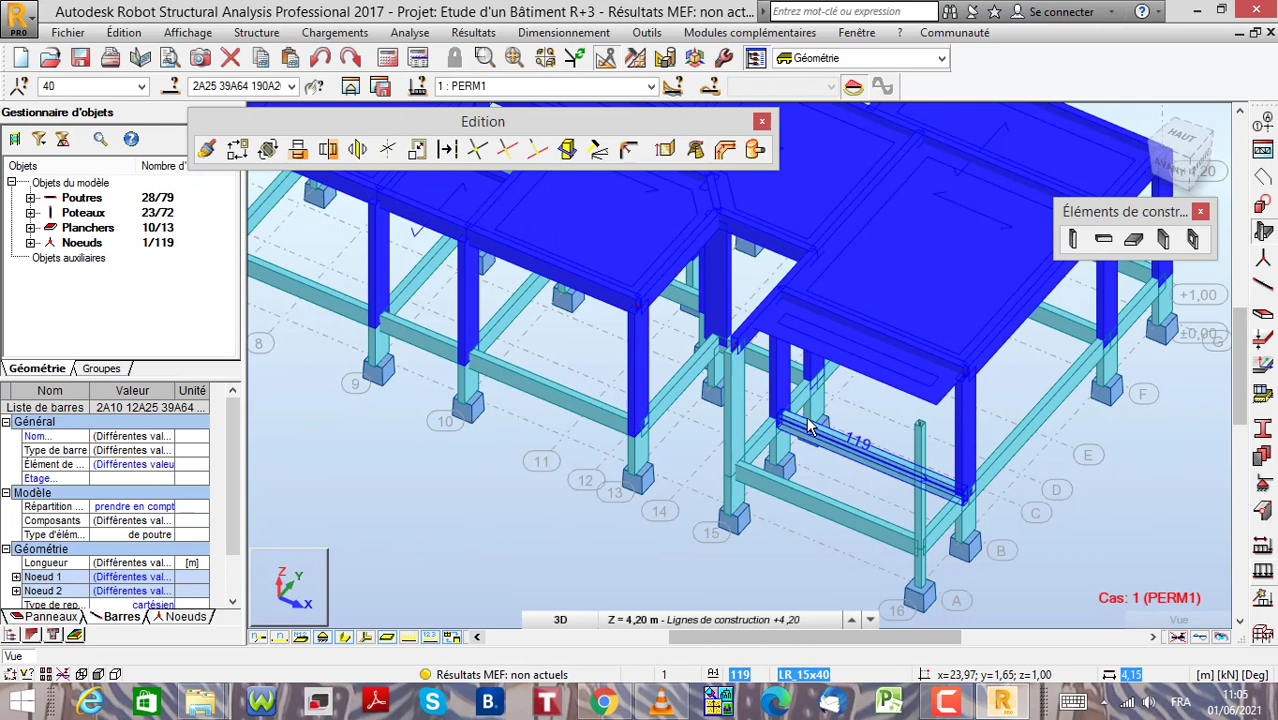 Autodesk Robot Structural Analysis Professional 2017 - Projet: Etude d'un Bâtiment R+3 - Résultats MEF: non act...
Entrez mot-clé ou expression
Se connecter
PRO
Fichier Édition Affichage Structure Chargements Analyse Résultats Dimensionnement Outils Modules complémentaires Fenêtre ? Communauté
Géométrie
40
2A25 39A64 190A2
1 : PERM1
Gestionnaire d'objets
Edition
Objets Nombre d'
Objets du modèle
Poutres 28/79
Poteaux 23/72
Planchers 10/13
Noeuds 1/119
Objets auxiliaires
Géométrie Groupes
Nom Valeur Unité
Liste de barres 2A10 12A25 39A64 ...
Général
Nom... (Différentes val...
Type de barre (Différentes val...
Élément de ... (Différentes valeu
Etage... (Différentes val...
Modèle
Répartition ... prendre en compt
Composants (Différentes val...
Type d'élém... de poutre
Géométrie
Longueur (Différentes val... [m]
Noeud 1 (Différentes val...
Noeud 2 (Différentes val...
Type de rep... cartésien
Panneaux Barres Noeuds
HAUT
AVANT
4,20
Éléments de constr...
+1,00
±0,00
G
8
9
10
11
12
13
14
15
16
A
B
C
D
E
F
119
Z
Y
X
Cas: 1 (PERM1)
3D Z = 4,20 m - Lignes de construction +4,20
Vue
Vue
Résultats MEF: non actuels 1 119 LR_15x40 x=23,97; y=1,65; z=1,00 4,15 [m] [kN] [Deg]
FRA
11:05
01/06/2021